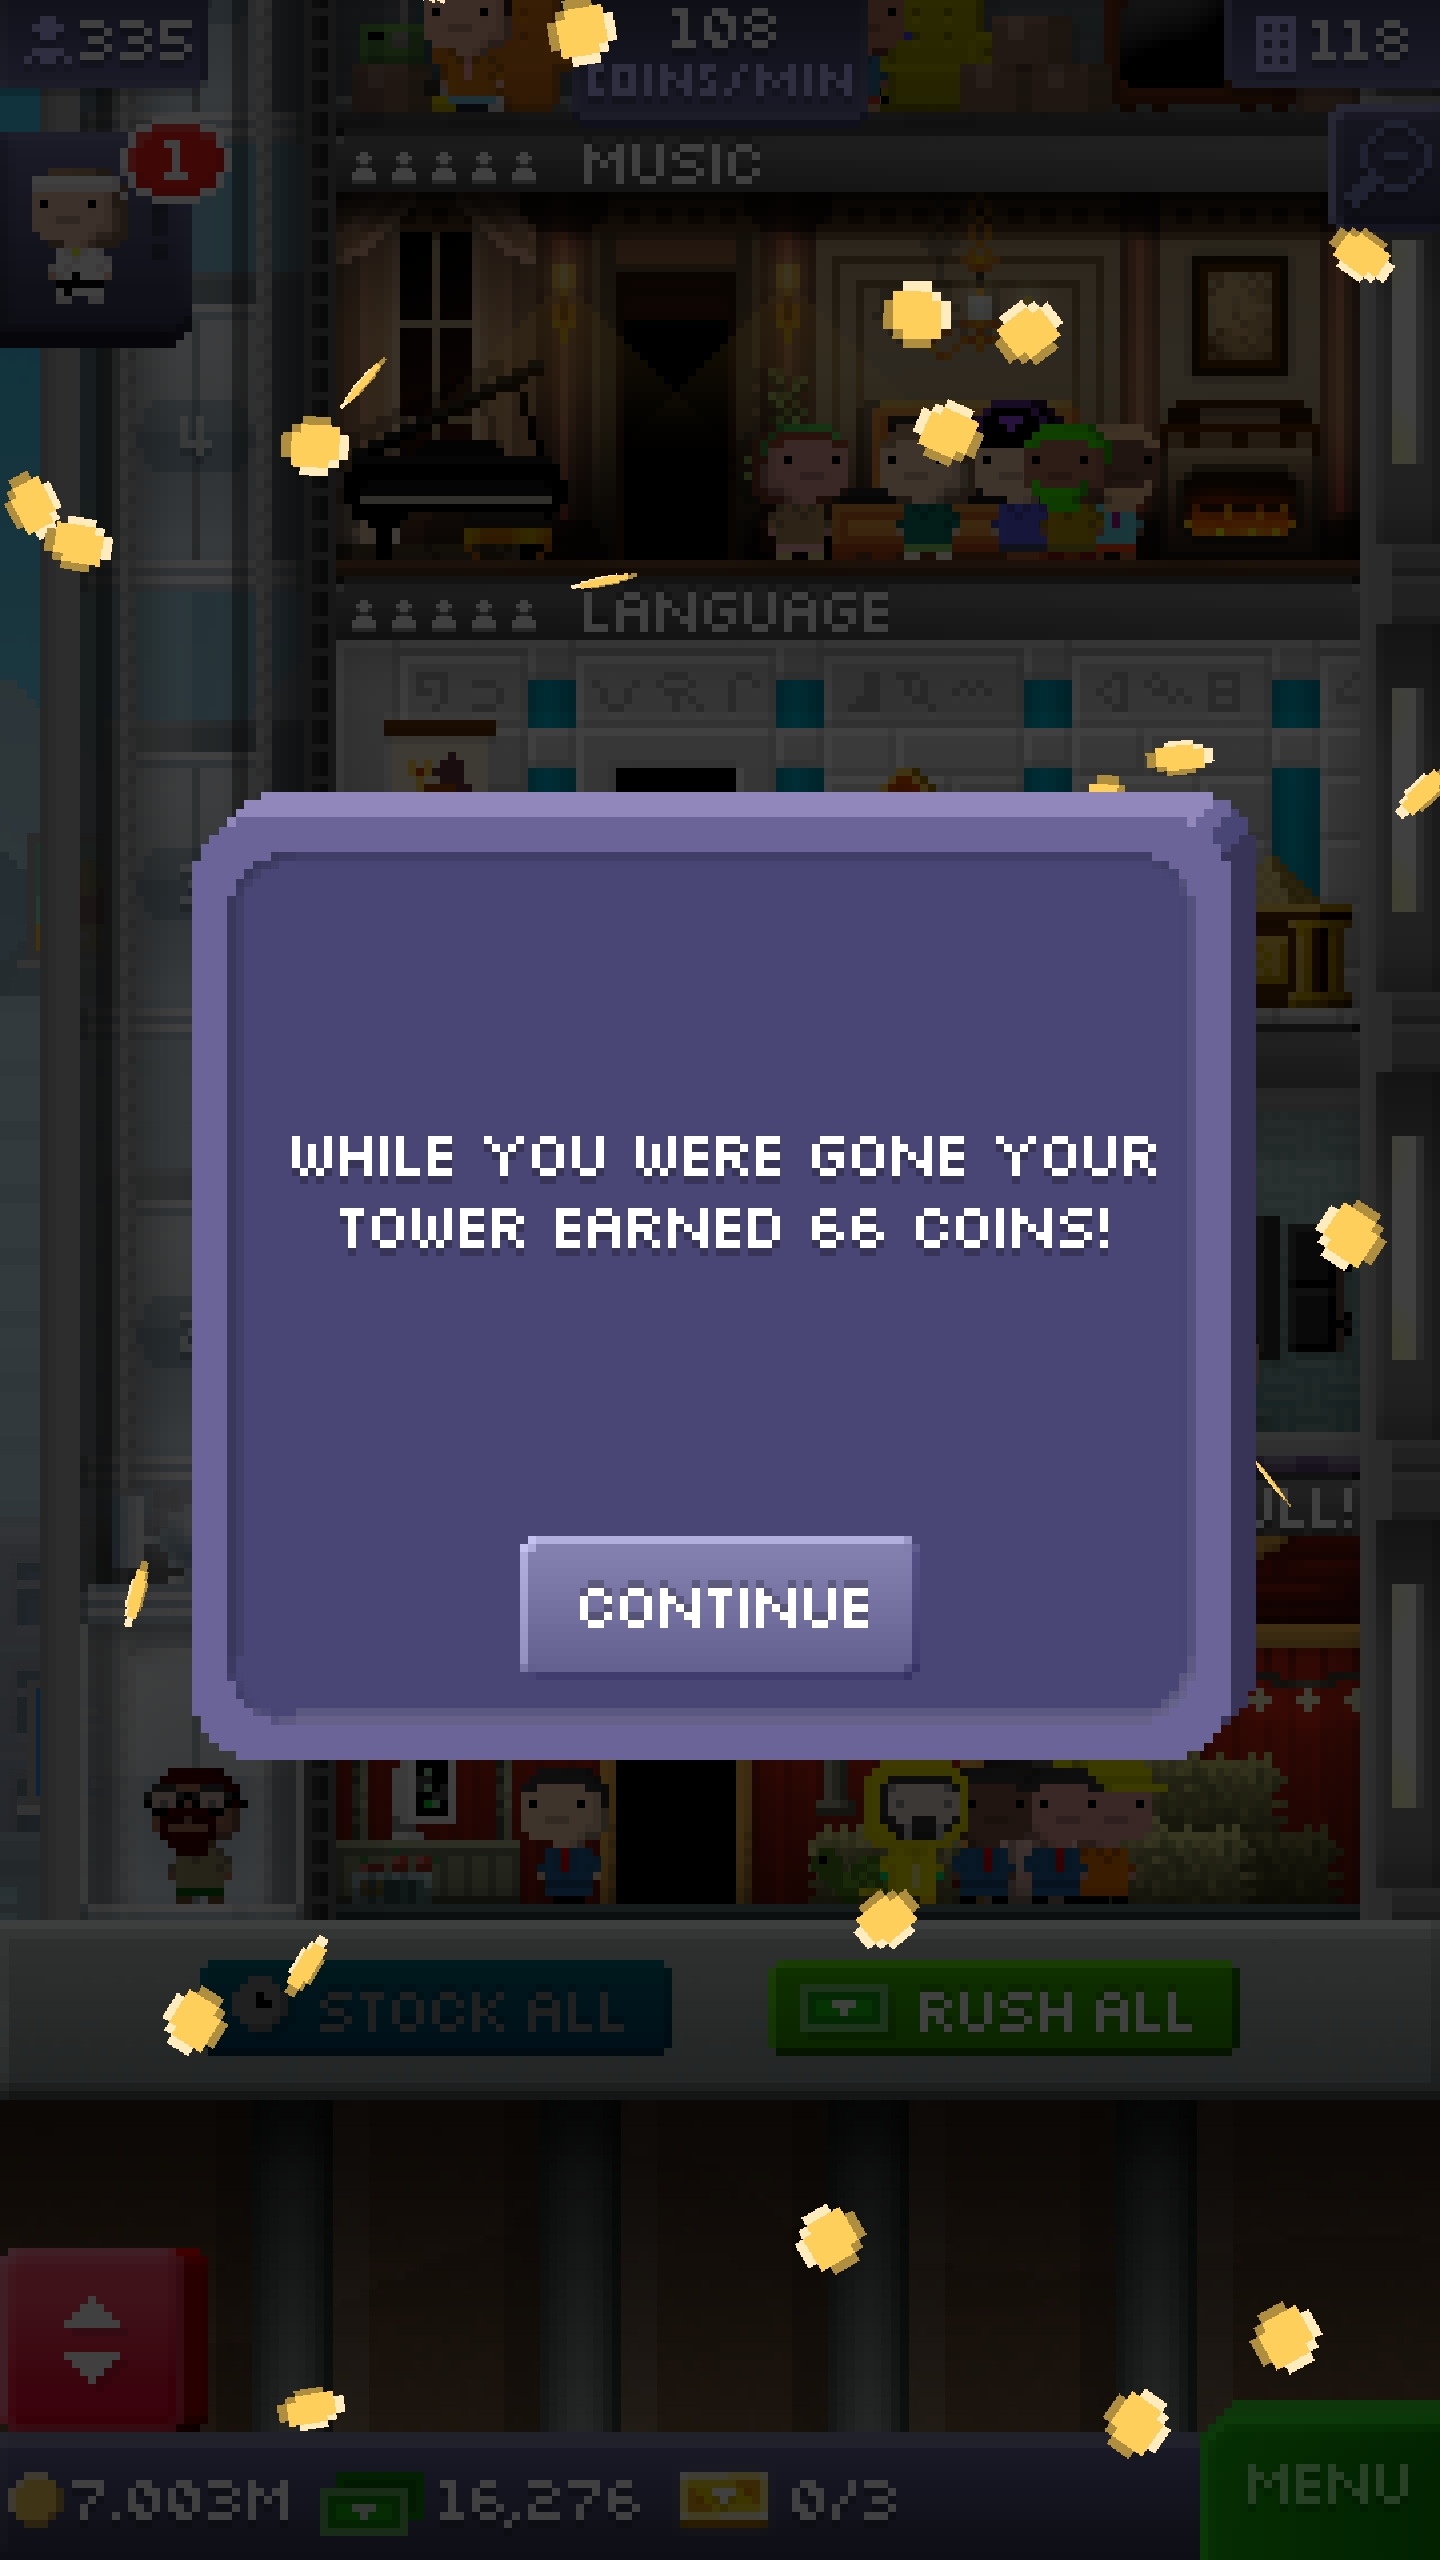 335
108
COINS/MIN
118
1
MUSIC
4
LANGUAGE
WHILE YOU WERE GONE YOUR
TOWER EARNED 66 COINS!
CONTINUE
STOCK ALL
RUSH ALL
7.003M
16,276
0/3
MENU